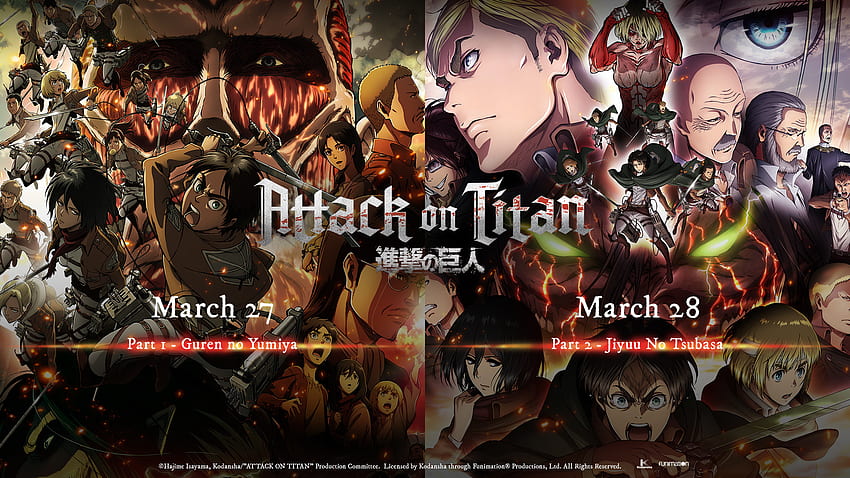 Attack on Titan
進撃の巨人
March 27
Part 1 - Guren no Yumiya
March 28
Part 2 - Jiyuu No Tsubasa
©Hajime Isayama, Kodansha/"ATTACK ON TITAN" Production Committee. Licensed by Kodansha through Funimation® Productions, Ltd. All Rights Reserved.
FUNIMATION